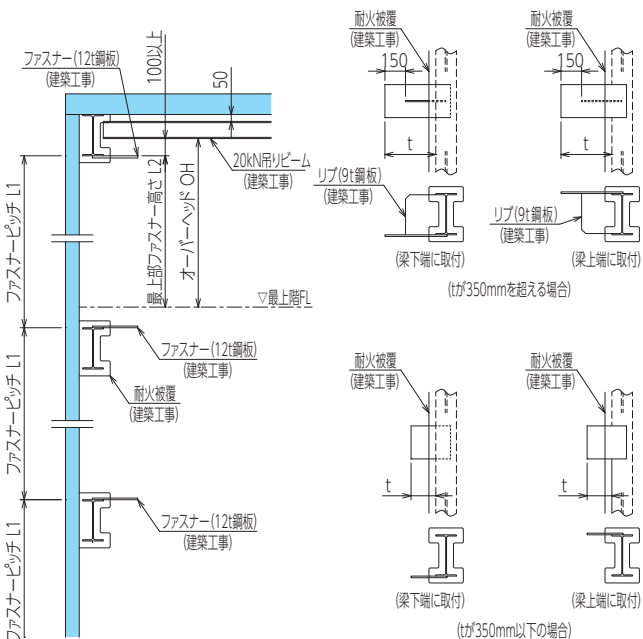 ファスナー(12t鋼板)
(建築工事)
100以上
50
20kN吊りビーム
(建築工事)
最上部ファスナー高さ L2
オーバーヘッド OH
ファスナーピッチ L1
▽最上階FL
ファスナー(12t鋼板)
(建築工事)
耐火被覆
(建築工事)
ファスナーピッチ L1
ファスナー(12t鋼板)
(建築工事)
ファスナーピッチ L1
耐火被覆
(建築工事)
150
t
リブ(9t鋼板)
(建築工事)
(梁下端に取付)
耐火被覆
(建築工事)
150
t
リブ(9t鋼板)
(建築工事)
(梁上端に取付)
(tが350mmを超える場合)
耐火被覆
(建築工事)
t
(梁下端に取付)
耐火被覆
(建築工事)
t
(梁上端に取付)
(tが350mm以下の場合)